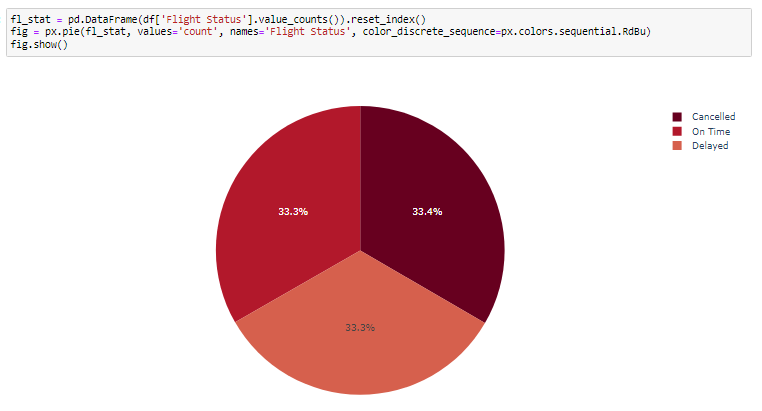 fl_stat = pd.DataFrame(df['Flight Status'].value_counts()).reset_index()
fig = px.pie(fl_stat, values='count', names='Flight Status', color_discrete_sequence=px.colors.sequential.RdBu)
fig.show()
Cancelled
On Time
Delayed
33.3%
33.4%
33.3%